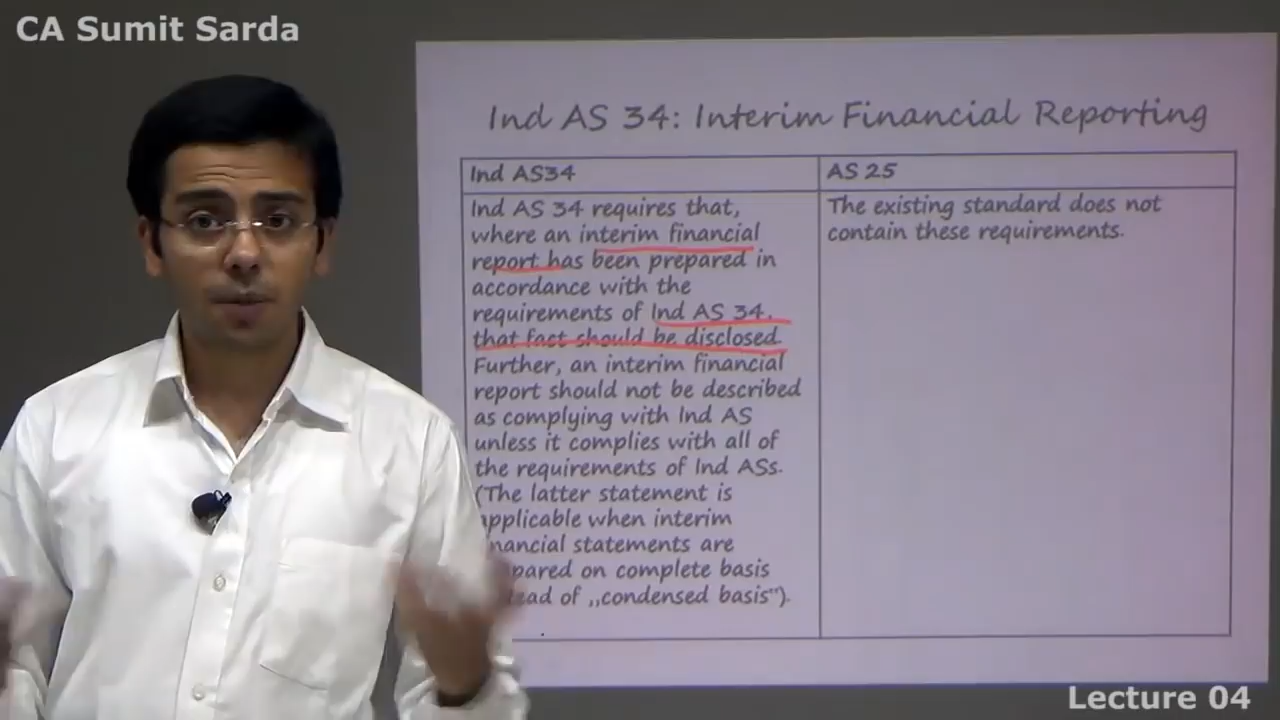 CA Sumit Sarda
Ind AS 34: Interim Financial Reporting
Ind AS34
AS 25
Ind AS 34 requires that,
where an interim financial
report has been prepared in
accordance with the
requirements of Ind AS 34,
that fact should be disclosed.
Further, an interim financial
report should not be described
as complying with Ind AS
unless it complies with all of
the requirements of Ind ASs.
(The latter statement is
applicable when interim
financial statements are
on complete basis
of „condensed basis‟).
The existing standard does not
contain these requirements.
Lecture 04